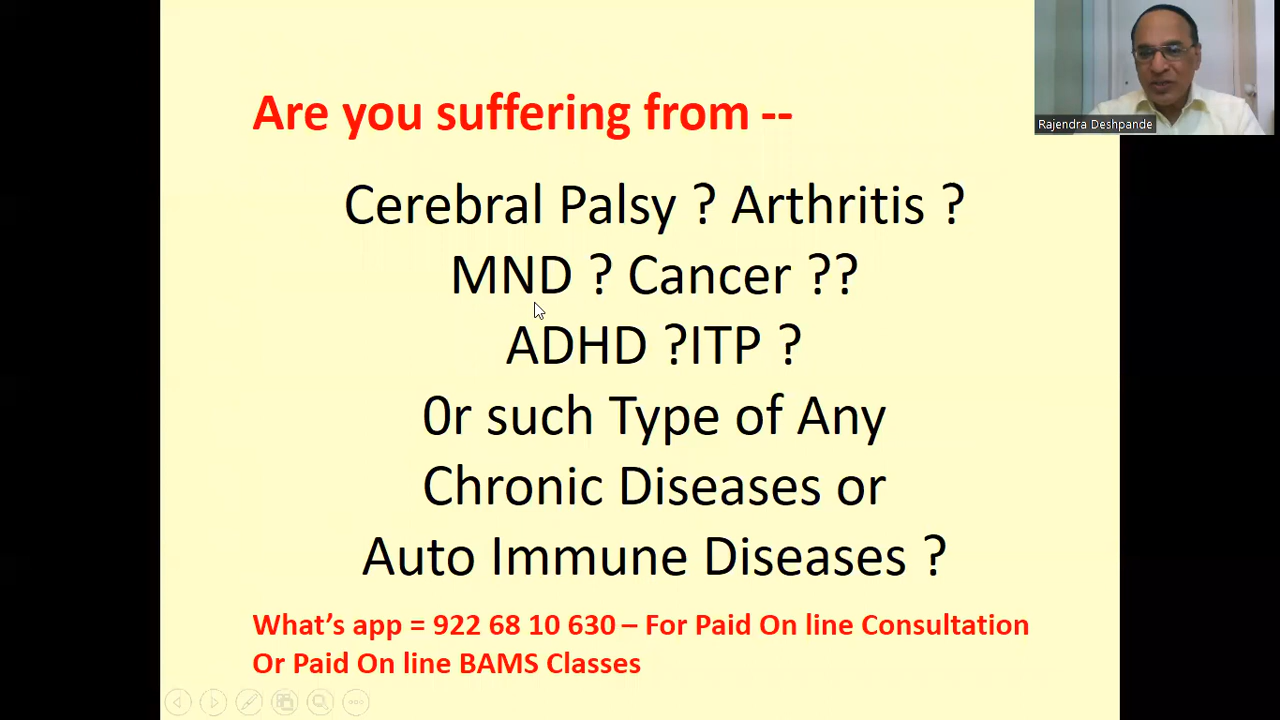 Are you suffering from --
Rajendra Deshpande
Cerebral Palsy ? Arthritis ?
MND ? Cancer ??
ADHD ?ITP ?
0r such Type of Any
Chronic Diseases or
Auto Immune Diseases ?
What’s app = 922 68 10 630 – For Paid On line Consultation
Or Paid On line BAMS Classes